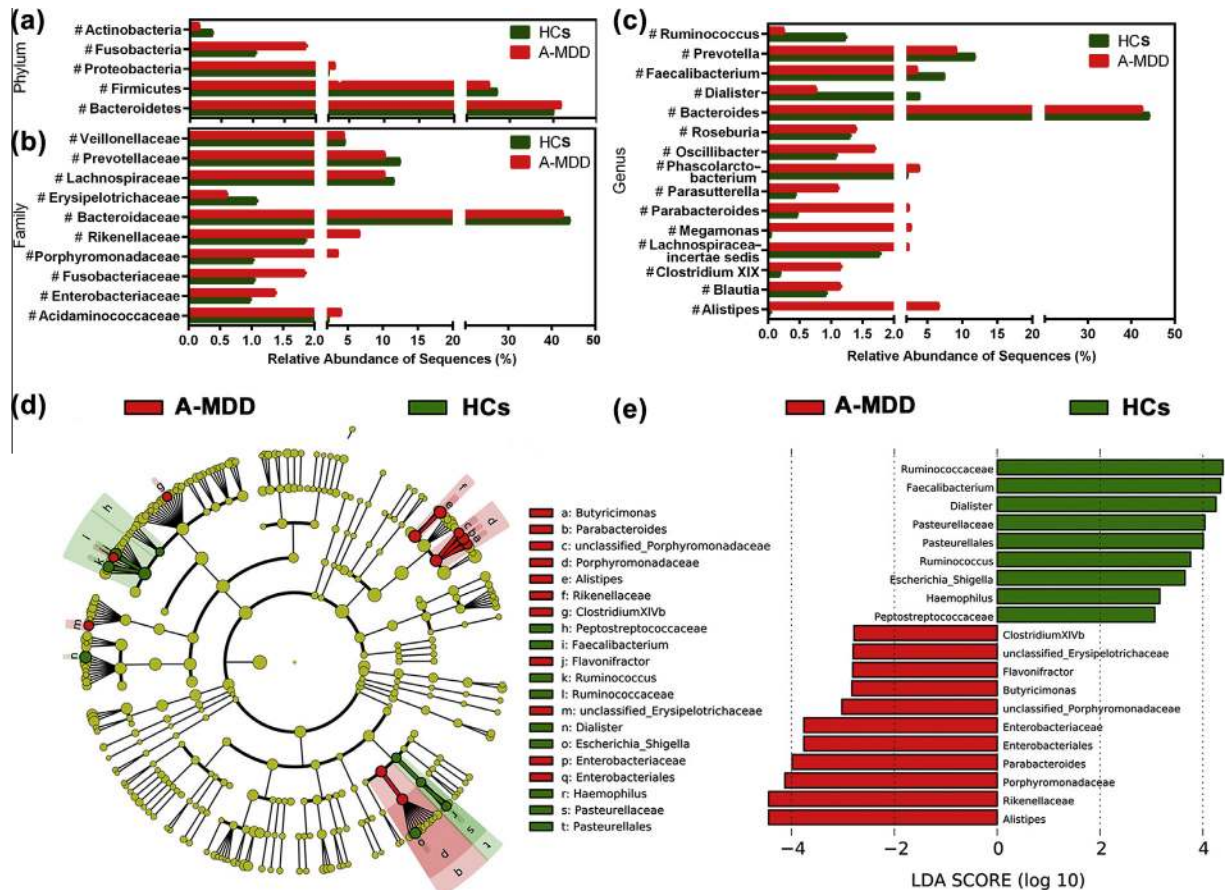 (a)
Phylum
# Actinobacteria
# Fusobacteria
# Proteobacteria
# Firmicutes
# Bacteroidetes
HCs
A-MDD
(b)
Family
# Veillonellaceae
# Prevotellaceae
# Lachnospiraceae
# Erysipelotrichaceae
# Bacteroidaceae
# Rikenellaceae
#Porphyromonadaceae
# Fusobacteriaceae
# Enterobacteriaceae
# Acidaminococcaceae
HCs
A-MDD
0.0 0.5 1.0 1.5 2.0 5 10 15 20 30 40 50
Relative Abundance of Sequences (%)
(c)
Genus
# Ruminococcus
# Prevotella
# Faecalibacterium
# Dialister
# Bacteroides
# Roseburia
# Oscillibacter
# Phascolarcto-
bacterium
# Parasutterella
# Parabacteroides
# Megamonas
# Lachnospiracea-
incertae sedis
# Clostridium XIX
# Blautia
# Alistipes
HCs
A-MDD
0.0 0.5 1.0 1.5 2.0 5 10 15 20 30 40 50
Relative Abundance of Sequences (%)
(d)
A-MDD HCs
g
h
i
k
m
n
f
e
c b a
d
o
p
q
r
s
t
a: Butyricimonas
b: Parabacteroides
c: unclassified_Porphyromonadaceae
d: Porphyromonadaceae
e: Alistipes
f: Rikenellaceae
g: ClostridiumXIVb
h: Peptostreptococcaceae
i: Faecalibacterium
j: Flavonifractor
k: Ruminococcus
l: Ruminococcaceae
m: unclassified_Erysipelotrichaceae
n: Dialister
o: Escherichia_Shigella
p: Enterobacteriaceae
q: Enterobacteriales
r: Haemophilus
s: Pasteurellaceae
t: Pasteurellales
(e)
A-MDD HCs
Ruminococcaceae
Faecalibacterium
Dialister
Pasteurellaceae
Pasteurellales
Ruminococcus
Escherichia_Shigella
Haemophilus
Peptostreptococcaceae
ClostridiumXIVb
unclassified_Erysipelotrichaceae
Flavonifractor
Butyricimonas
unclassified_Porphyromonadaceae
Enterobacteriaceae
Enterobacteriales
Parabacteroides
Porphyromonadaceae
Rikenellaceae
Alistipes
−4 −2 0 2 4
LDA SCORE (log 10)